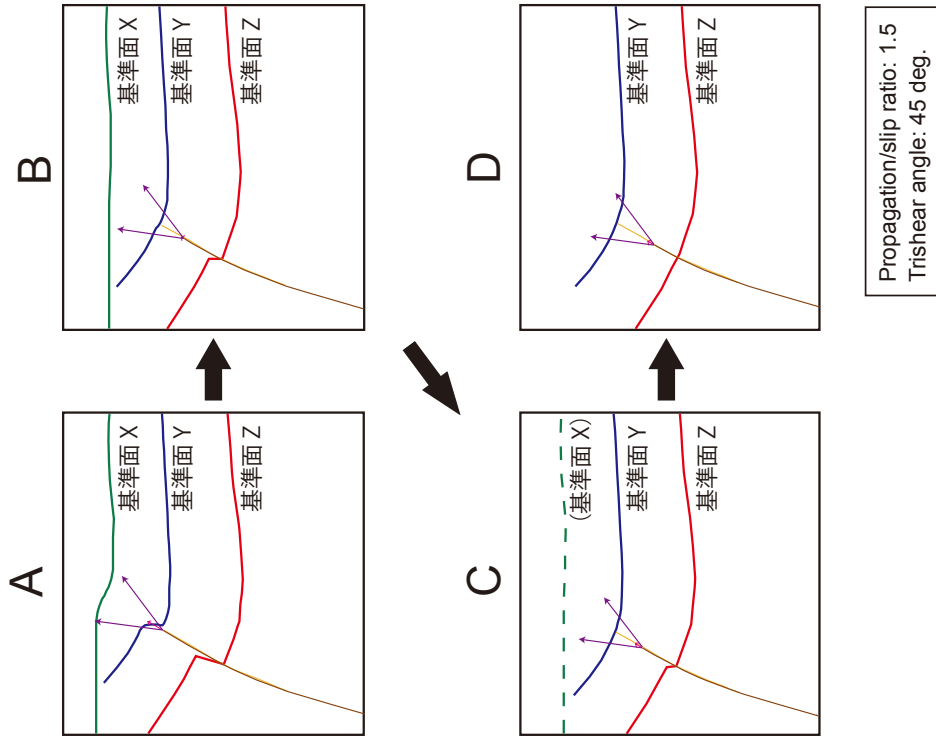 A
基準面 X
基準面 Y
基準面 Z
B
基準面 X
基準面 Y
基準面 Z
C
(基準面 X)
基準面 Y
基準面 Z
D
基準面 Y
基準面 Z
Propagation/slip ratio: 1.5
Trishear angle: 45 deg.